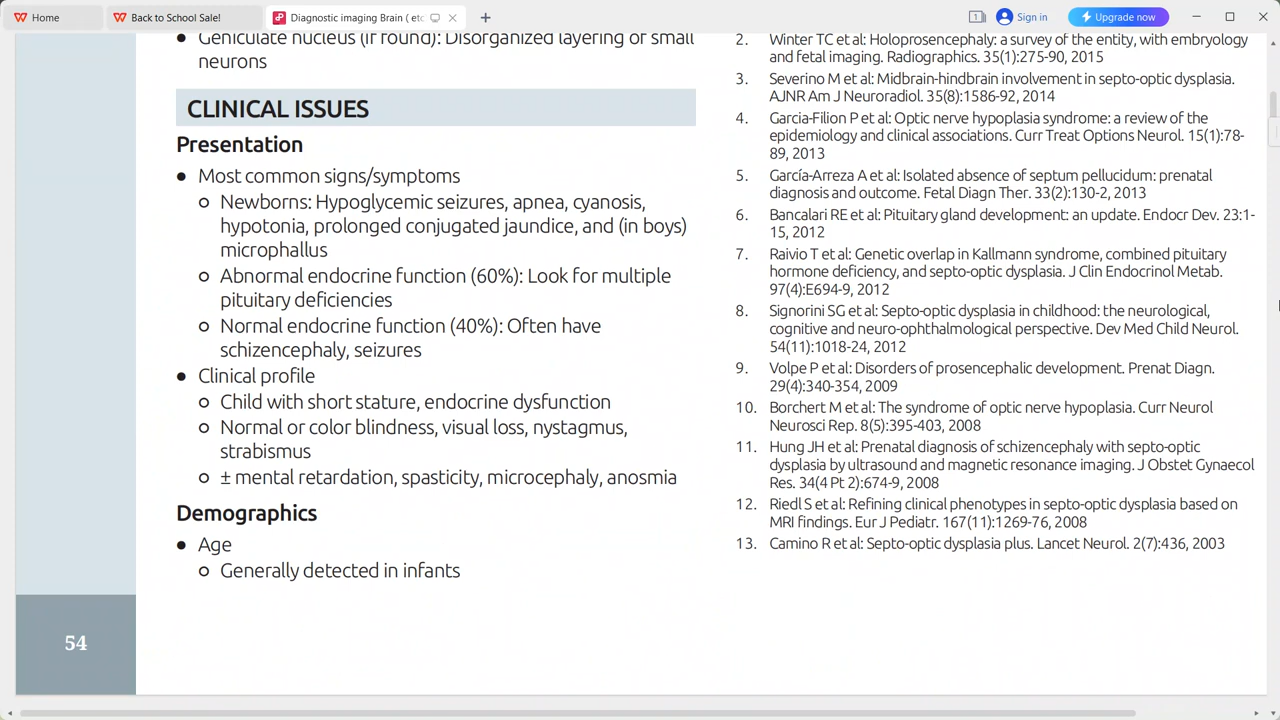 Home
Back to School Sale!
Diagnostic imaging Brain ( etc
1
Sign in
Upgrade now
● Geniculate nucleus (if found): Disorganized layering of small
neurons
CLINICAL ISSUES
Presentation
● Most common signs/symptoms
○ Newborns: Hypoglycemic seizures, apnea, cyanosis,
hypotonia, prolonged conjugated jaundice, and (in boys)
microphallus
○ Abnormal endocrine function (60%): Look for multiple
pituitary deficiencies
○ Normal endocrine function (40%): Often have
schizencephaly, seizures
● Clinical profile
○ Child with short stature, endocrine dysfunction
○ Normal or color blindness, visual loss, nystagmus,
strabismus
○ ± mental retardation, spasticity, microcephaly, anosmia
Demographics
● Age
○ Generally detected in infants
54
2. Winter TC et al: Holoprosencephaly: a survey of the entity, with embryology
and fetal imaging. Radiographics. 35(1):275-90, 2015
3. Severino M et al: Midbrain-hindbrain involvement in septo-optic dysplasia.
AJNR Am J Neuroradiol. 35(8):1586-92, 2014
4. Garcia-Filion P et al: Optic nerve hypoplasia syndrome: a review of the
epidemiology and clinical associations. Curr Treat Options Neurol. 15(1):78-
89, 2013
5. García-Arreza A et al: Isolated absence of septum pellucidum: prenatal
diagnosis and outcome. Fetal Diagn Ther. 33(2):130-2, 2013
6. Bancalari RE et al: Pituitary gland development: an update. Endocr Dev. 23:1-
15, 2012
7. Raivio T et al: Genetic overlap in Kallmann syndrome, combined pituitary
hormone deficiency, and septo-optic dysplasia. J Clin Endocrinol Metab.
97(4):E694-9, 2012
8. Signorini SG et al: Septo-optic dysplasia in childhood: the neurological,
cognitive and neuro-ophthalmological perspective. Dev Med Child Neurol.
54(11):1018-24, 2012
9. Volpe P et al: Disorders of prosencephalic development. Prenat Diagn.
29(4):340-354, 2009
10. Borchert M et al: The syndrome of optic nerve hypoplasia. Curr Neurol
Neurosci Rep. 8(5):395-403, 2008
11. Hung JH et al: Prenatal diagnosis of schizencephaly with septo-optic
dysplasia by ultrasound and magnetic resonance imaging. J Obstet Gynaecol
Res. 34(4 Pt 2):674-9, 2008
12. Riedl S et al: Refining clinical phenotypes in septo-optic dysplasia based on
MRI findings. Eur J Pediatr. 167(11):1269-76, 2008
13. Camino R et al: Septo-optic dysplasia plus. Lancet Neurol. 2(7):436, 2003